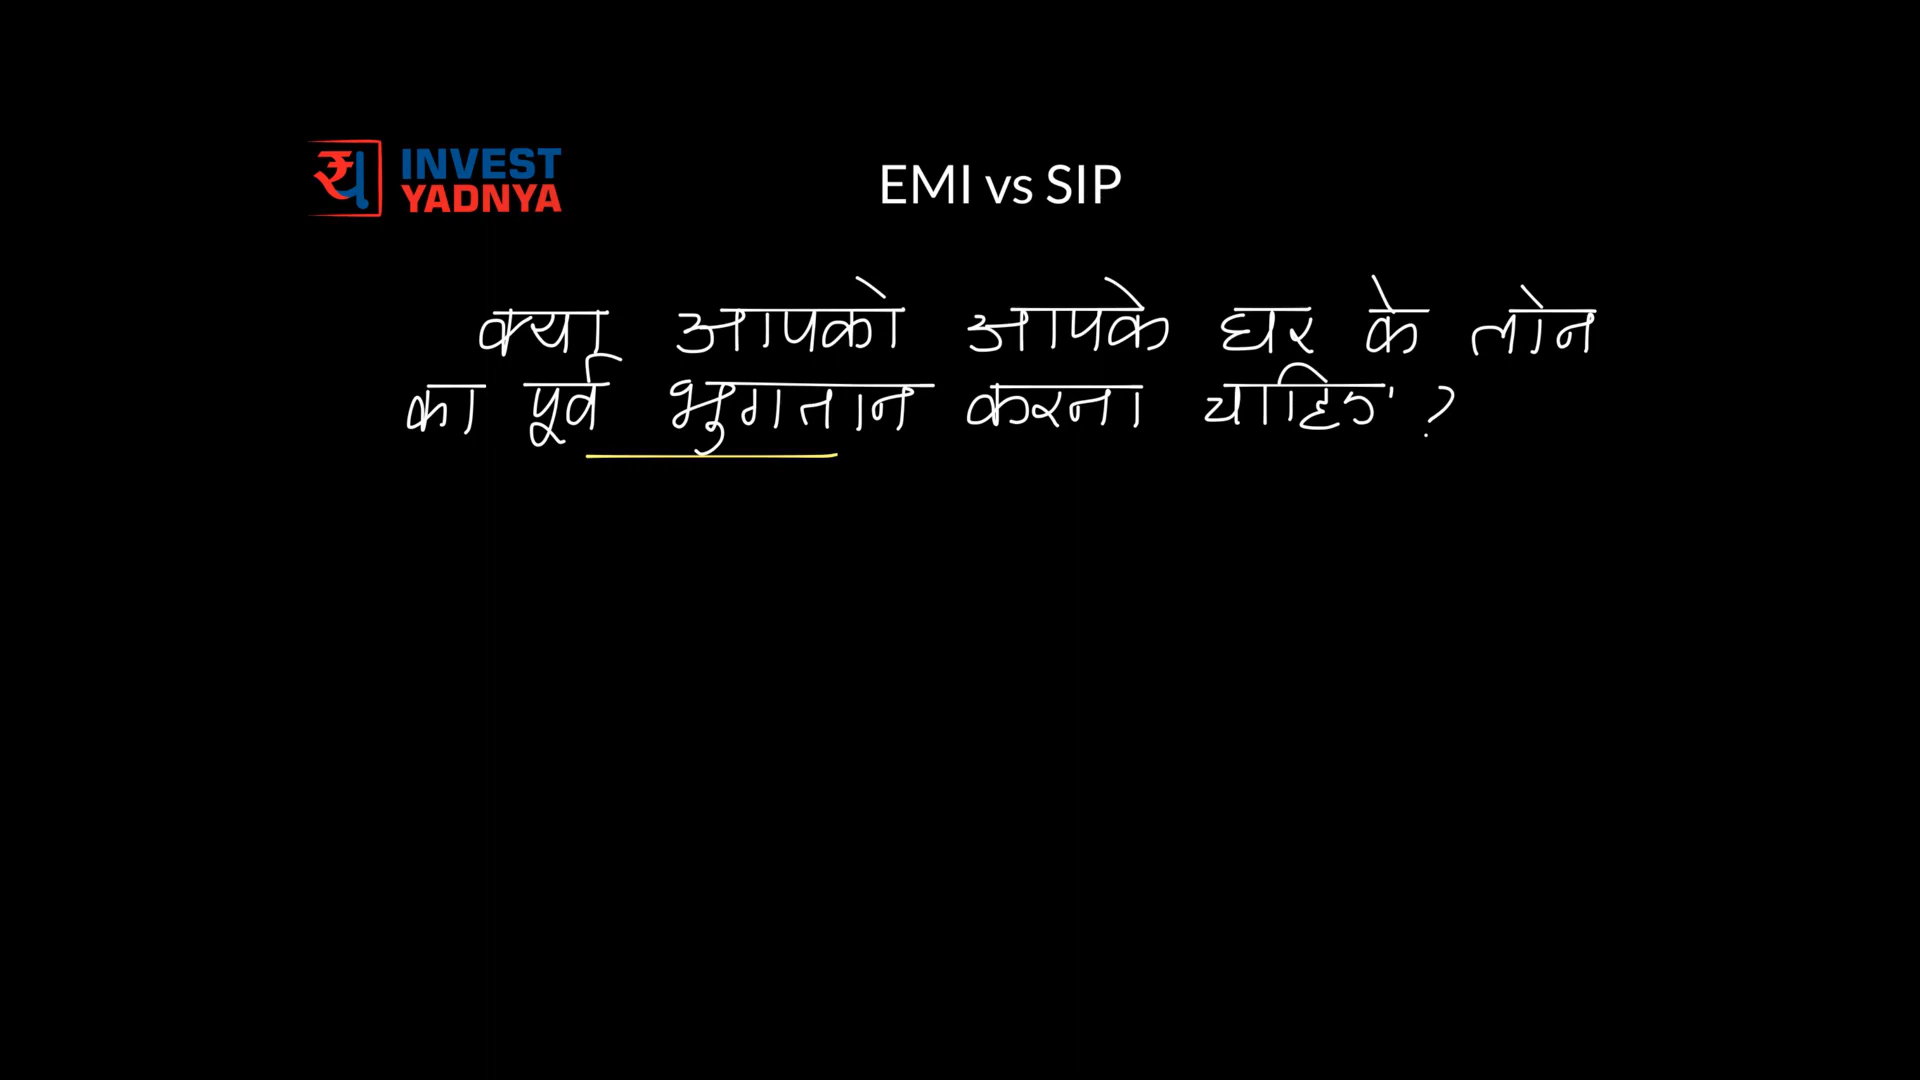 INVEST
YADNYA
EMI vs SIP
क्या आपको आपके घर के लोन
का पूर्व भुगतान करना चाहिए ?